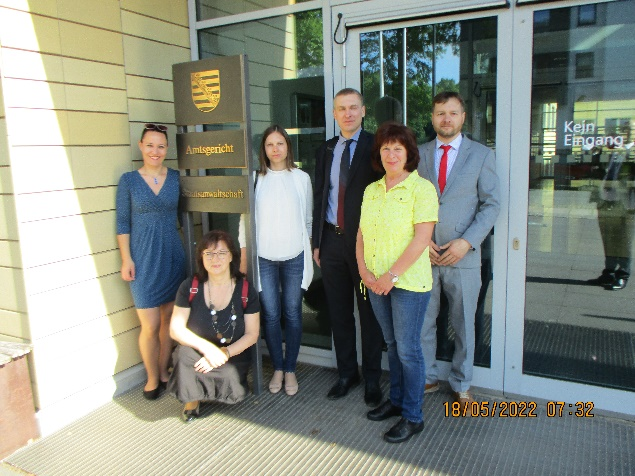 Amtsgericht
Staatsanwaltschaft
Kein
Eingang
18/05/2022 07:32